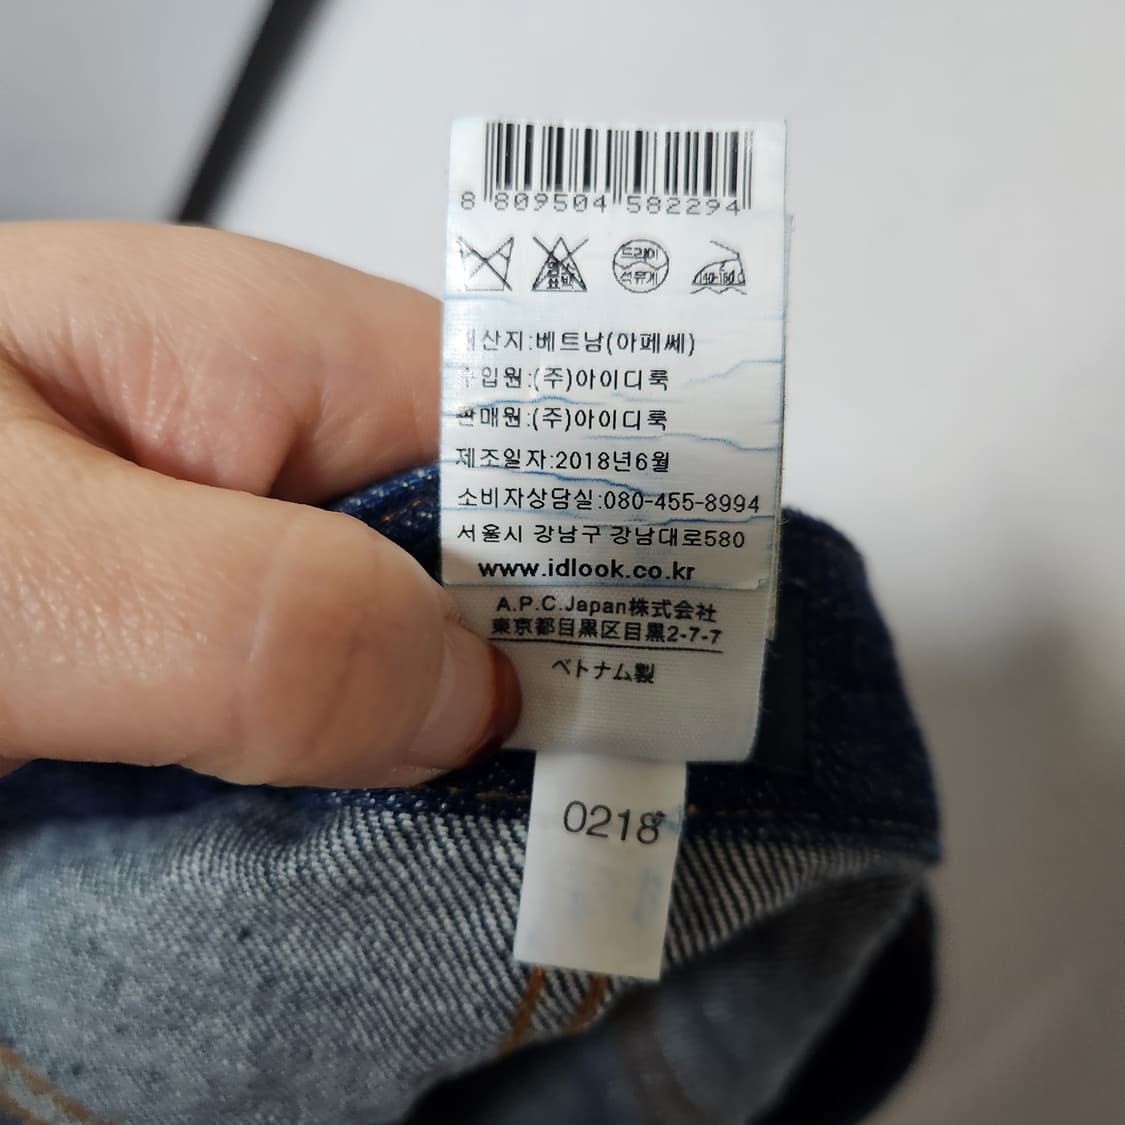 8 809504 582294
염소
표백
드라이
석유계
140-160
산지:베트남(아페쎄)
수입원:(주)아이디룩
판매원:(주)아이디룩
제조일자:2018년6월
소비자상담실:080-455-8994
서울시 강남구 강남대로580
www.idlook.co.kr
A.P.C.Japan株式会社
東京都目黒区目黒2-7-7
ベトナム製
0218